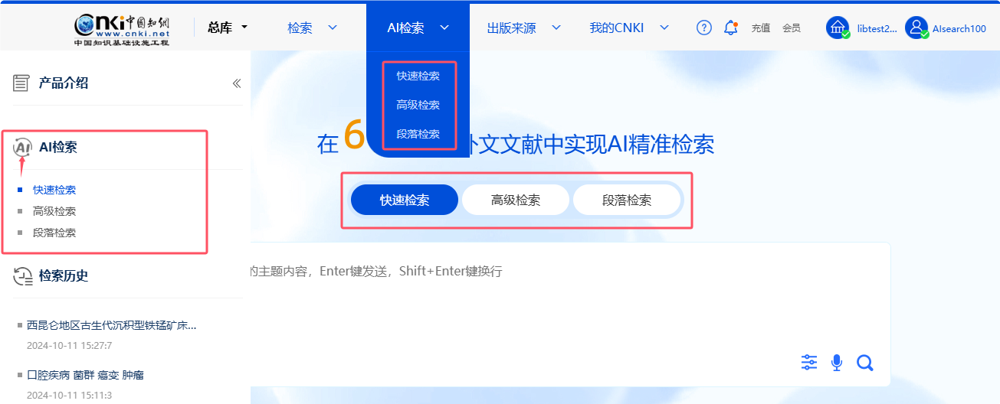 cnki中国知网
www.cnki.net
中国知识基础设施工程
总库
检索
AI检索
出版来源
我的CNKI
充值
会员
libtest2...
AIsearch100
快速检索
高级检索
段落检索
产品介绍
AI检索
快速检索
高级检索
段落检索
检索历史
西昆仑地区古生代沉积型铁锰矿床...
2024-10-11 15:27:7
口腔疾病 菌群 癌变 肿瘤
2024-10-11 15:11:3
在6
外文文献中实现AI精准检索
快速检索
高级检索
段落检索
的主题内容，Enter键发送，Shift+Enter键换行